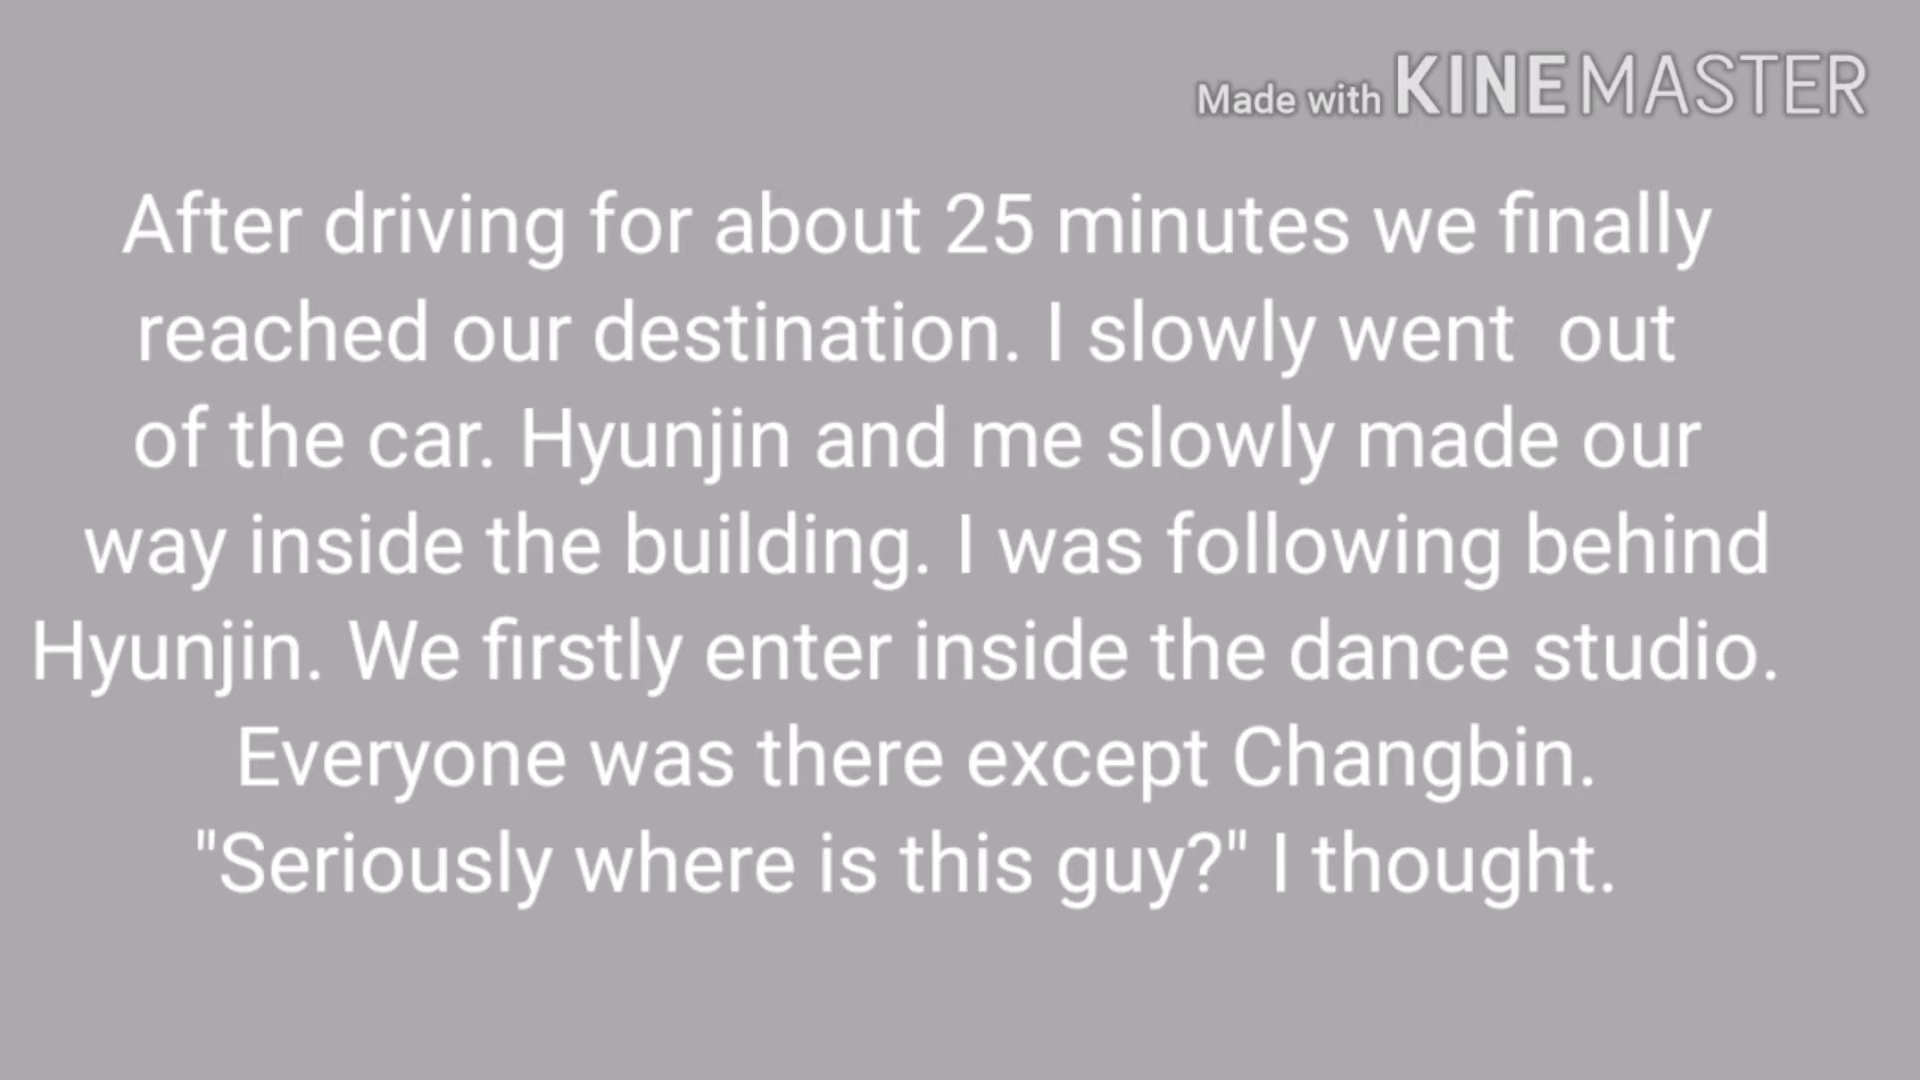 Made with KINEMASTER
After driving for about 25 minutes we finally
reached our destination. I slowly went  out
of the car. Hyunjin and me slowly made our
way inside the building. I was following behind
Hyunjin. We firstly enter inside the dance studio.
Everyone was there except Changbin.
"Seriously where is this guy?" I thought.